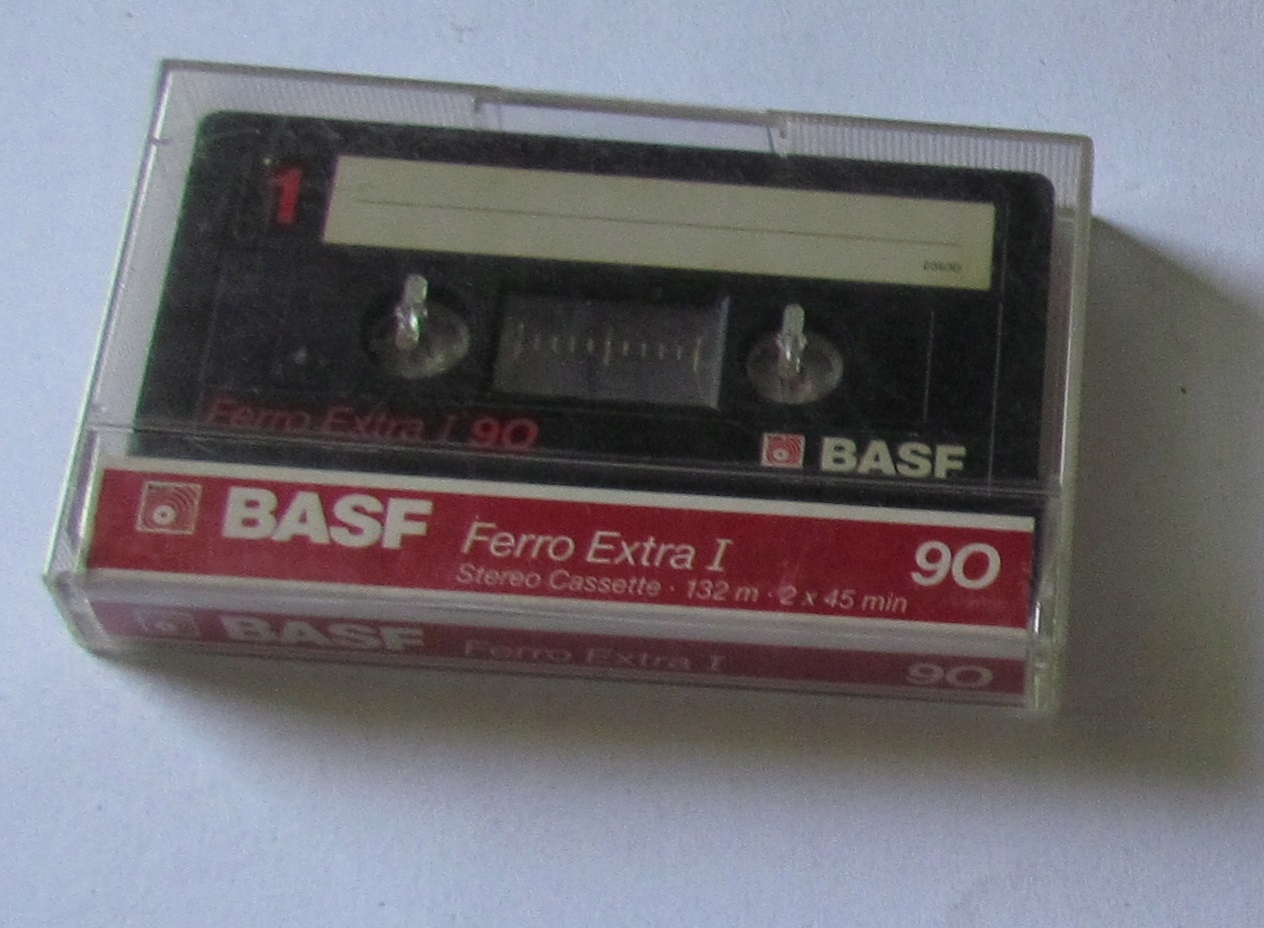 1
Ferro Extra I 90
BASF
BASF Ferro Extra I 90
Stereo Cassette · 132 m · 2 x 45 min
BASF Ferro Extra I 90